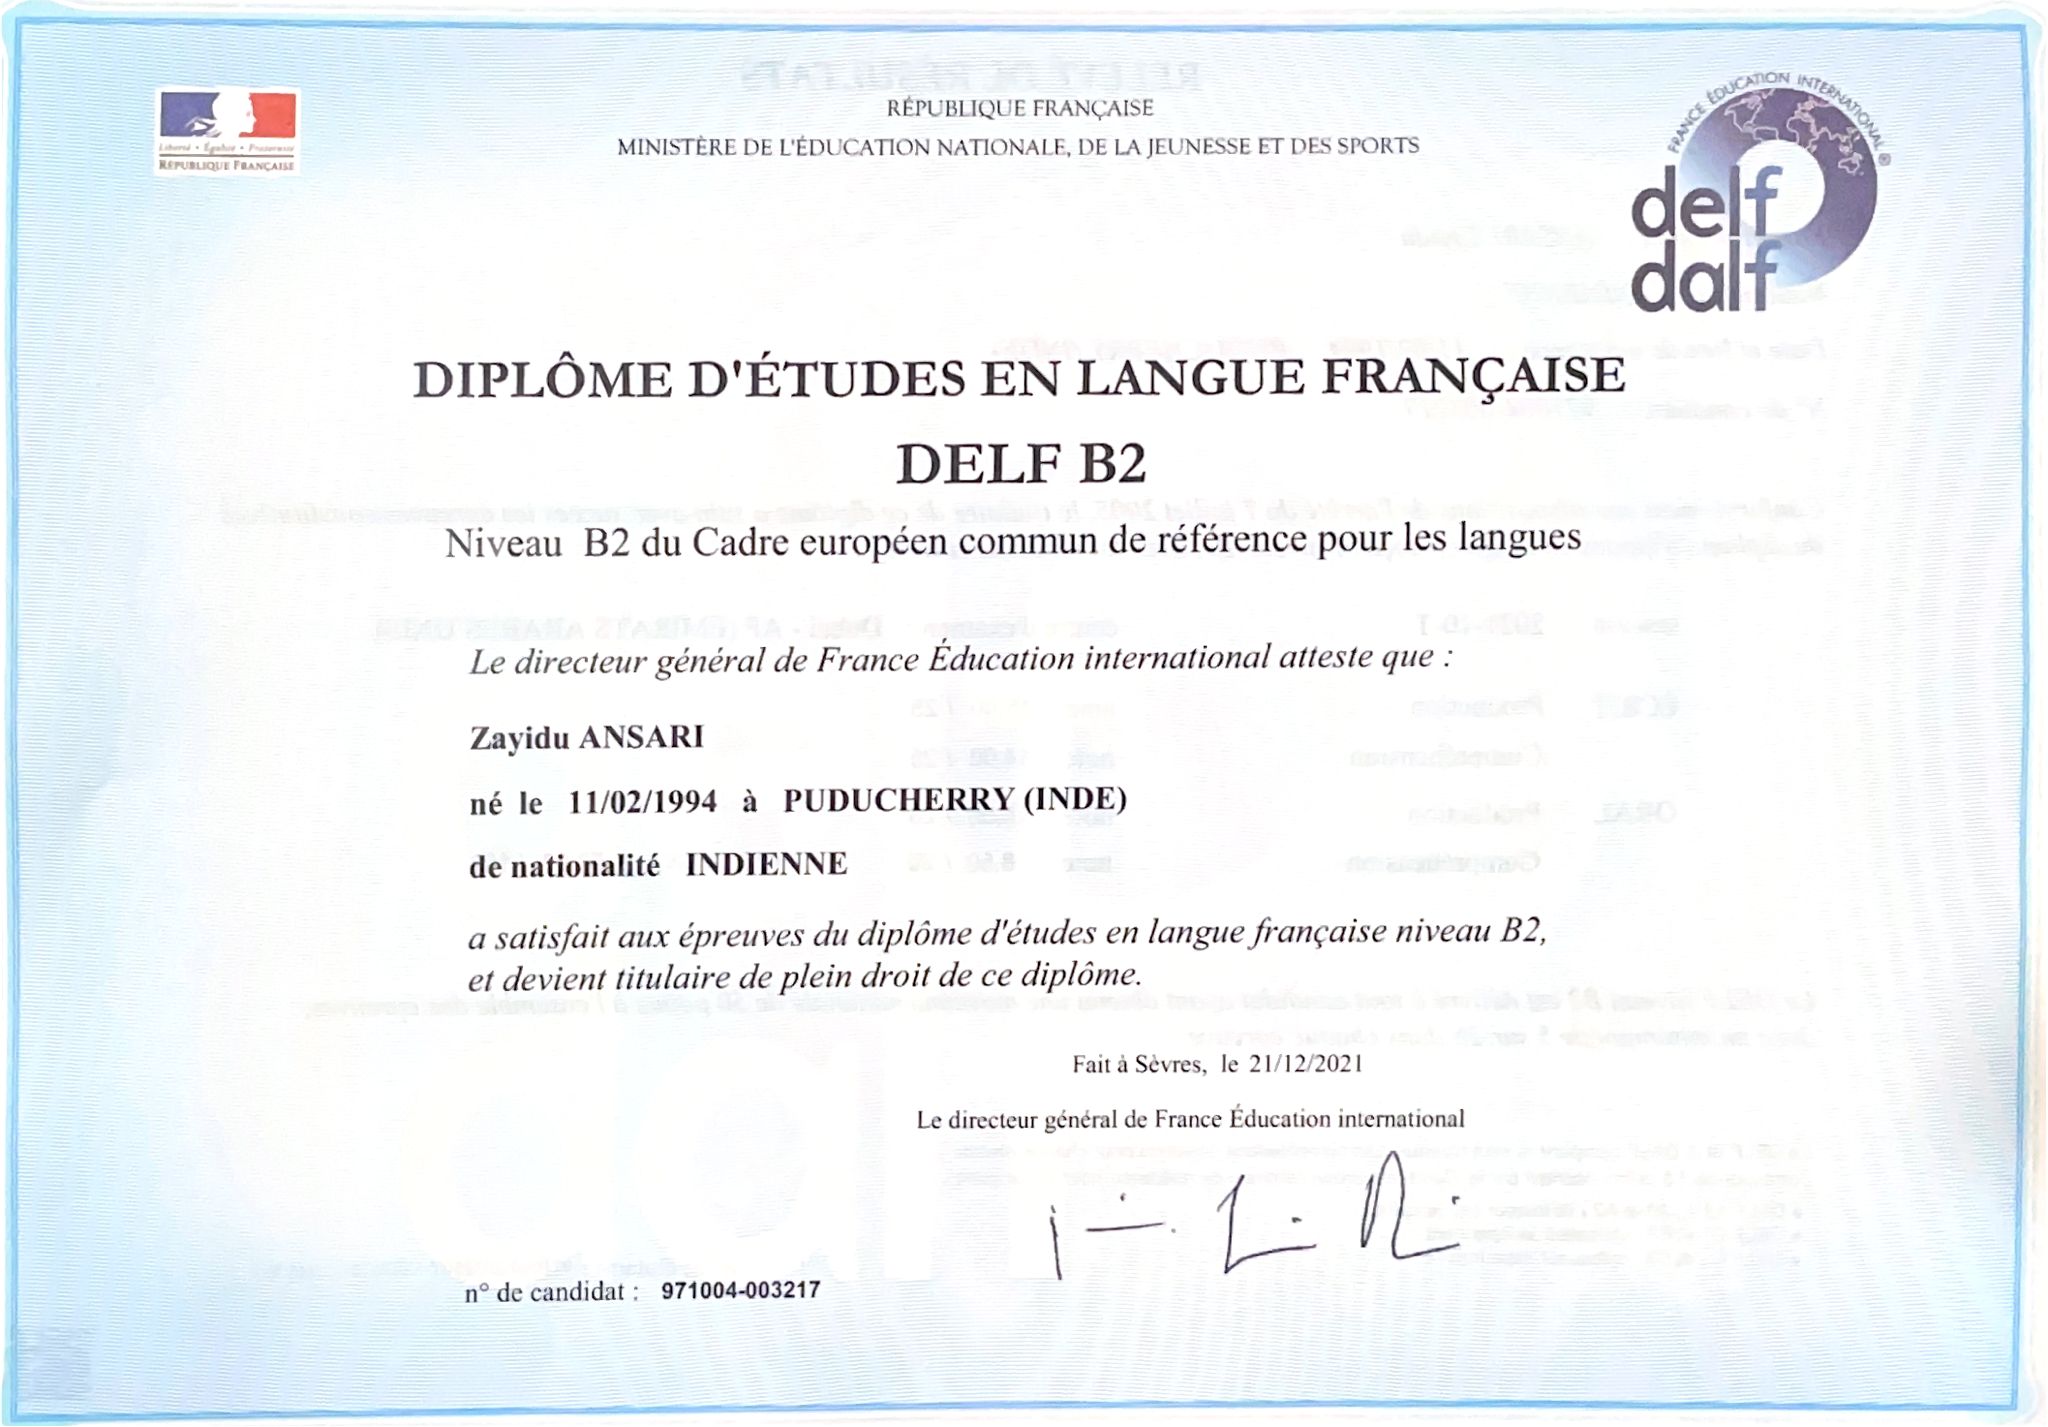 RÉPUBLIQUE FRANÇAISE
MINISTÈRE DE L'ÉDUCATION NATIONALE, DE LA JEUNESSE ET DES SPORTS
Liberté • Égalité • Fraternité
RÉPUBLIQUE FRANÇAISE
FRANCE ÉDUCATION INTERNATIONAL®
delf
dalf
DIPLÔME D'ÉTUDES EN LANGUE FRANÇAISE
DELF B2
Niveau B2 du Cadre européen commun de référence pour les langues
Le directeur général de France Éducation international atteste que :
Zayidu ANSARI
né le 11/02/1994 à PUDUCHERRY (INDE)
de nationalité INDIENNE
a satisfait aux épreuves du diplôme d'études en langue française niveau B2,
et devient titulaire de plein droit de ce diplôme.
Fait à Sèvres, le 21/12/2021
Le directeur général de France Éducation international
n° de candidat : 971004-003217